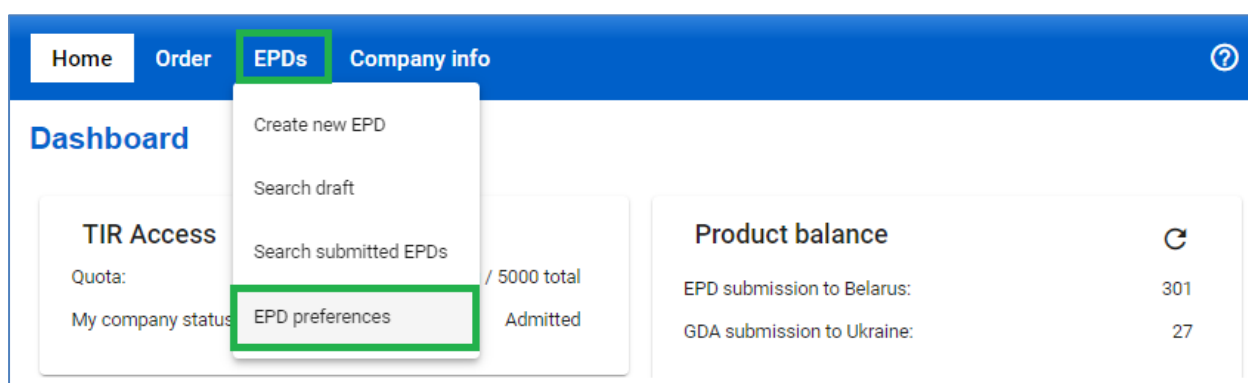 Home Order EPDs Company info
Create new EPD
Search draft
Search submitted EPDs
EPD preferences
Dashboard
TIR Access
Quota: / 5000 total
My company status Admitted
Product balance
EPD submission to Belarus: 301
GDA submission to Ukraine: 27